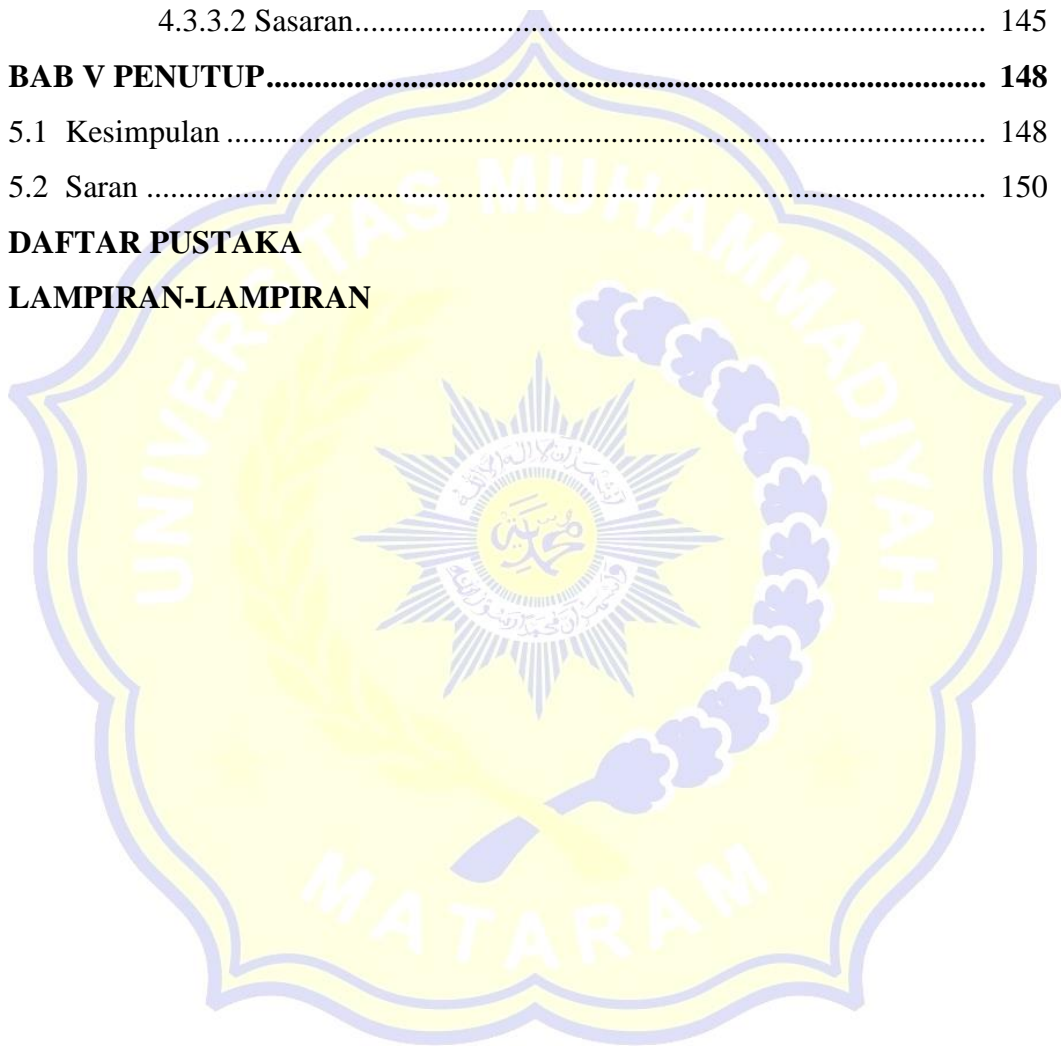 4.3.3.2 Sasaran............................................................................... 145
BAB V PENUTUP.......................................................................................... 148
5.1 Kesimpulan ................................................................................................ 148
5.2 Saran .......................................................................................................... 150
DAFTAR PUSTAKA
LAMPIRAN-LAMPIRAN
UNIVERSITAS MUHAMMADIYAH
MATARAM